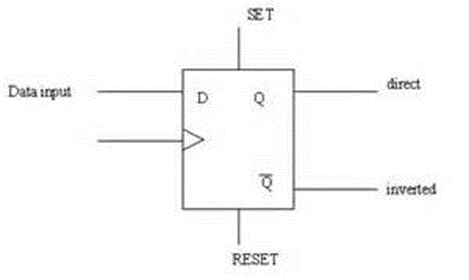 SET
Data input
D
Q
direct
Q̅
inverted
RESET